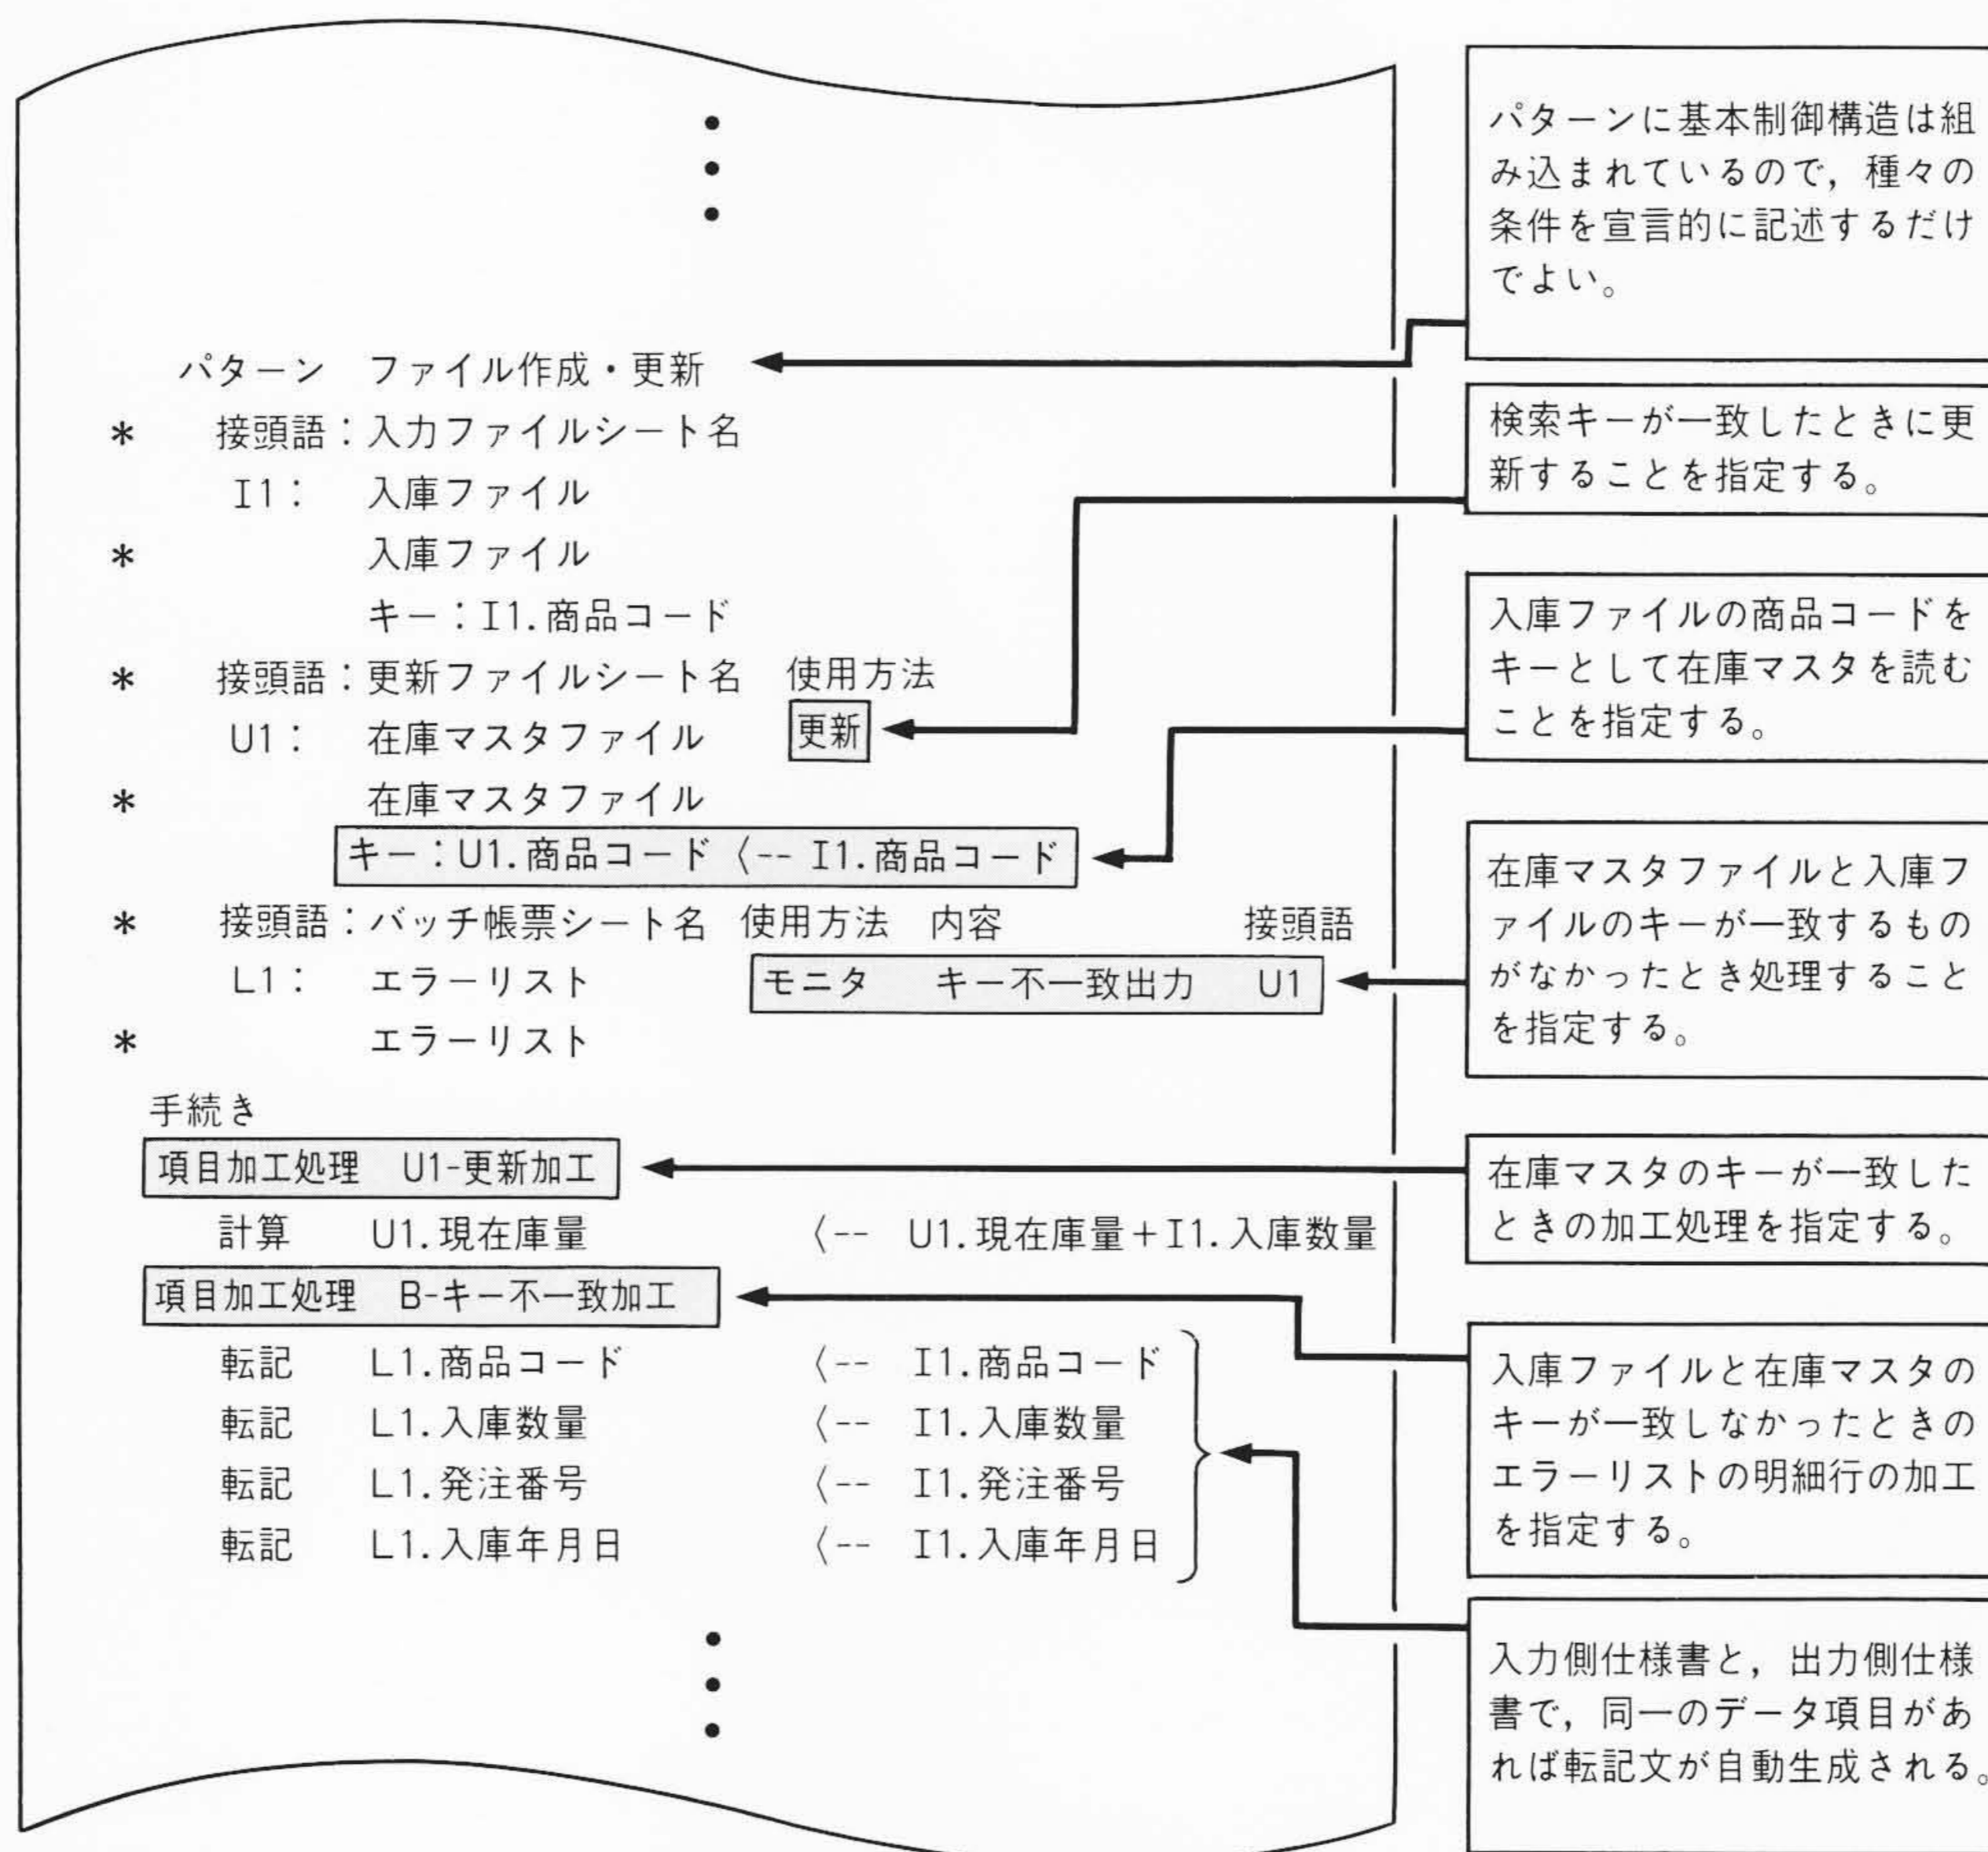 パターン ファイル作成・更新
* 接頭語：入力ファイルシート名
I1： 入庫ファイル
* 入庫ファイル
キー：I1.商品コード
* 接頭語：更新ファイルシート名 使用方法
U1： 在庫マスタファイル 更新
* 在庫マスタファイル
キー：U1.商品コード 〈-- I1.商品コード
* 接頭語：バッチ帳票シート名 使用方法 内容 接頭語
L1： エラーリスト モニタ キー不一致出力 U1
* エラーリスト
手続き
項目加工処理 U1-更新加工
計算 U1.現在庫量 〈-- U1.現在庫量＋I1.入庫数量
項目加工処理 B-キー不一致加工
転記 L1.商品コード 〈-- I1.商品コード
転記 L1.入庫数量 〈-- I1.入庫数量
転記 L1.発注番号 〈-- I1.発注番号
転記 L1.入庫年月日 〈-- I1.入庫年月日
パターンに基本制御構造は組
み込まれているので，種々の
条件を宣言的に記述するだけ
でよい。
検索キーが一致したときに更
新することを指定する。
入庫ファイルの商品コードを
キーとして在庫マスタを読む
ことを指定する。
在庫マスタファイルと入庫フ
ァイルのキーが一致するもの
がなかったとき処理すること
を指定する。
在庫マスタのキーが一致した
ときの加工処理を指定する。
入庫ファイルと在庫マスタの
キーが一致しなかったときの
エラーリストの明細行の加工
を指定する。
入力側仕様書と，出力側仕様
書で，同一のデータ項目があ
れば転記文が自動生成される。